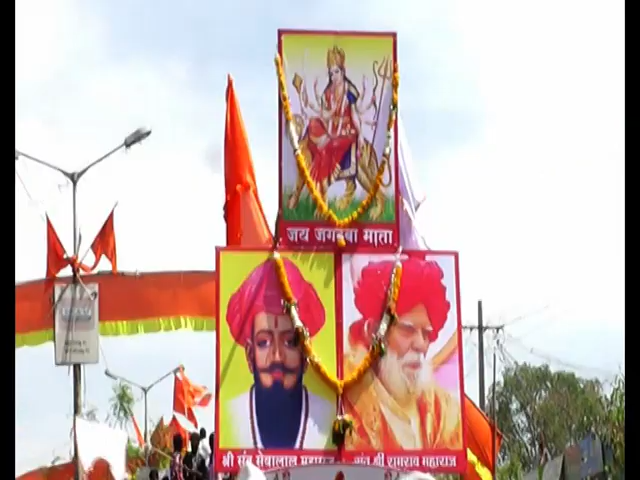 जय जगदंबा माता
श्री संत सेवालाल महाराज
संत श्री रामराव महाराज